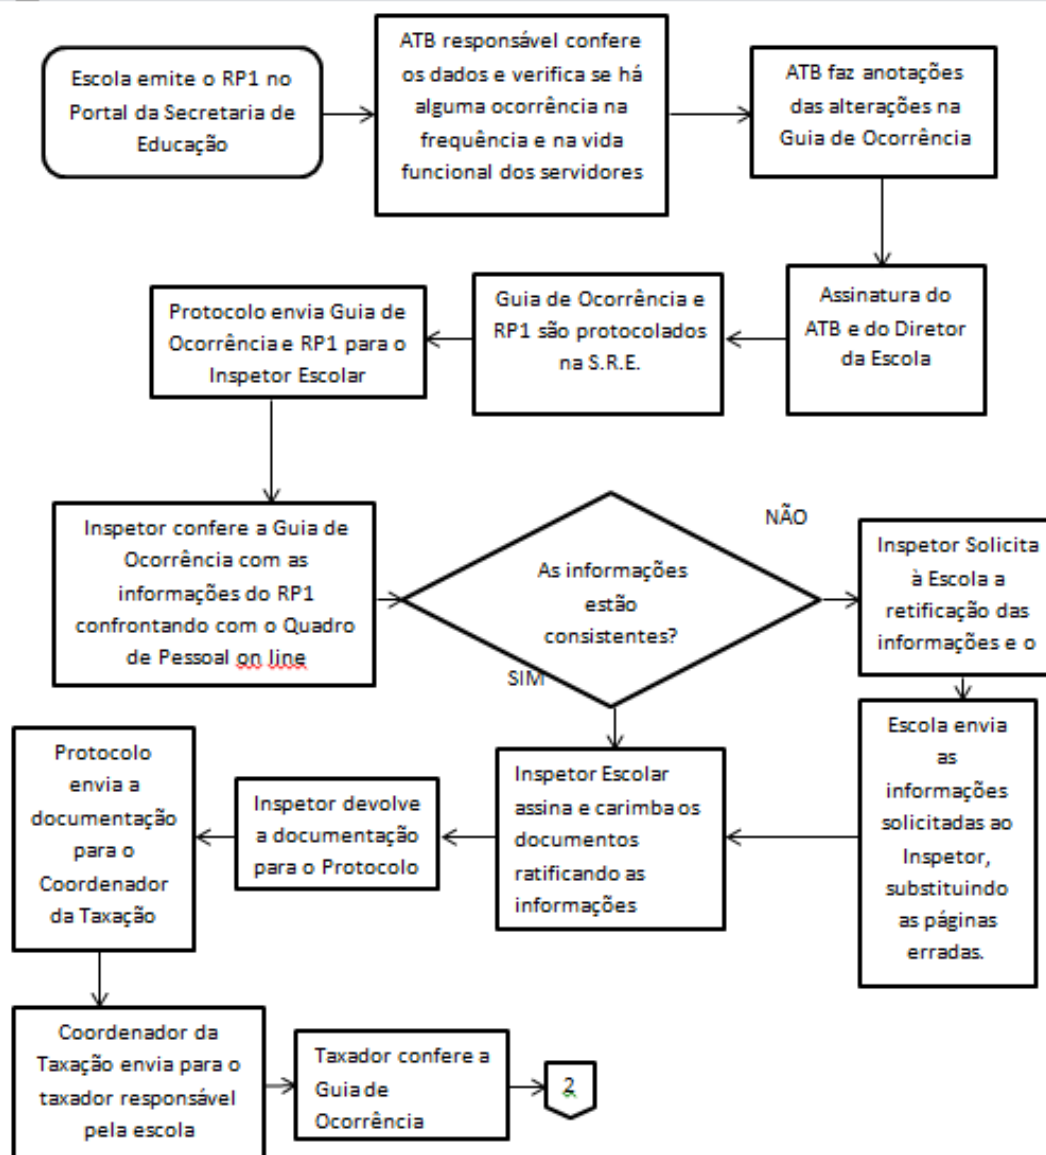 Escola emite o RP1 no
Portal da Secretaria de
Educação
ATB responsável confere
os dados e verifica se há
alguma ocorrência na
frequência e na vida
funcional dos servidores
ATB faz anotações
das alterações na
Guia de Ocorrência
Assinatura do
ATB e do Diretor
da Escola
Guia de Ocorrência e
RP1 são protocolados
na S.R.E.
Protocolo envia Guia de
Ocorrência e RP1 para o
Inspetor Escolar
Inspetor confere a Guia de
Ocorrência com as
informações do RP1
confrontando com o Quadro
de Pessoal on line
As informações
estão
consistentes?
NÃO
Inspetor Solicita
à Escola a
retificação das
informações e o
SIM
Escola envia
as
informações
solicitadas ao
Inspetor,
substituindo
as páginas
erradas.
Inspetor Escolar
assina e carimba os
documentos
ratificando as
informações
Inspetor devolve
a documentação
para o Protocolo
Protocolo
envia a
documentação
para o
Coordenador
da Taxação
Coordenador da
Taxação envia para o
taxador responsável
pela escola
Taxador confere a
Guia de
Ocorrência
2